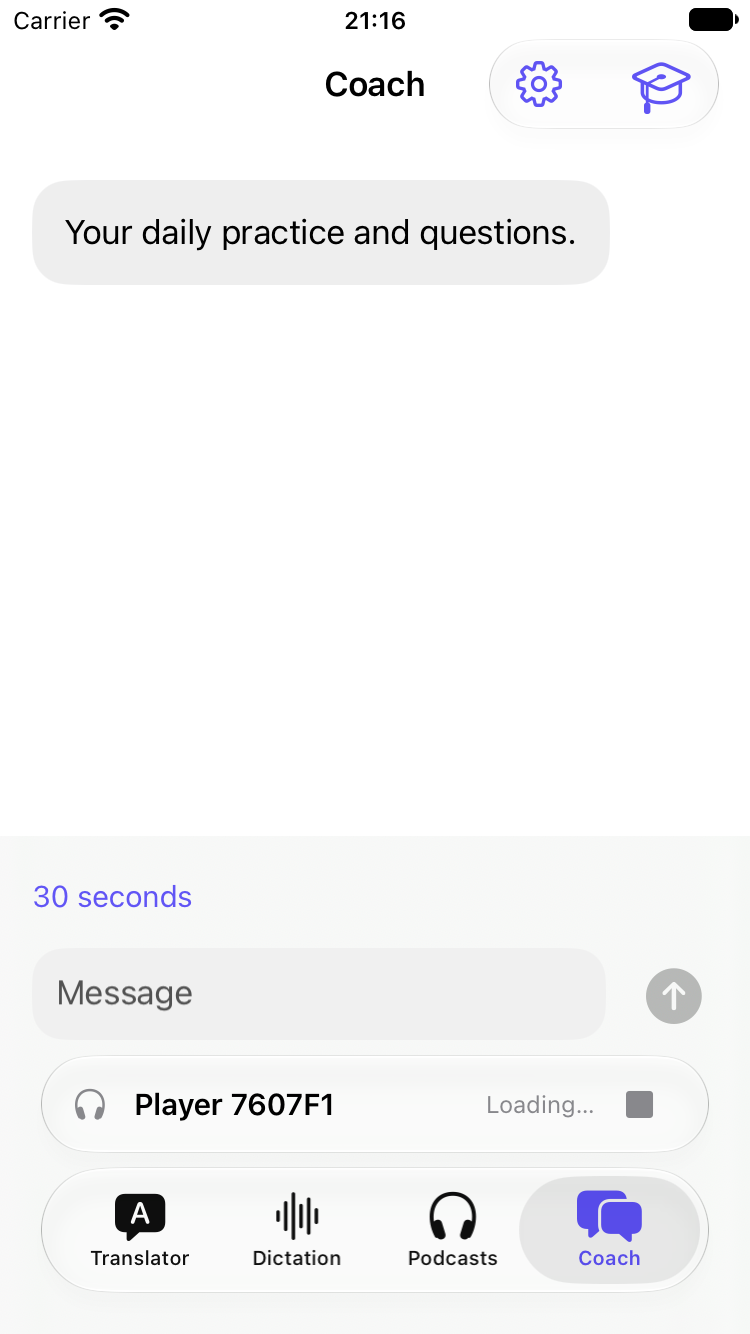 Carrier 21:16
Coach
Your daily practice and questions.
30 seconds
Message
Player 7607F1 Loading...
A
Translator Dictation Podcasts Coach